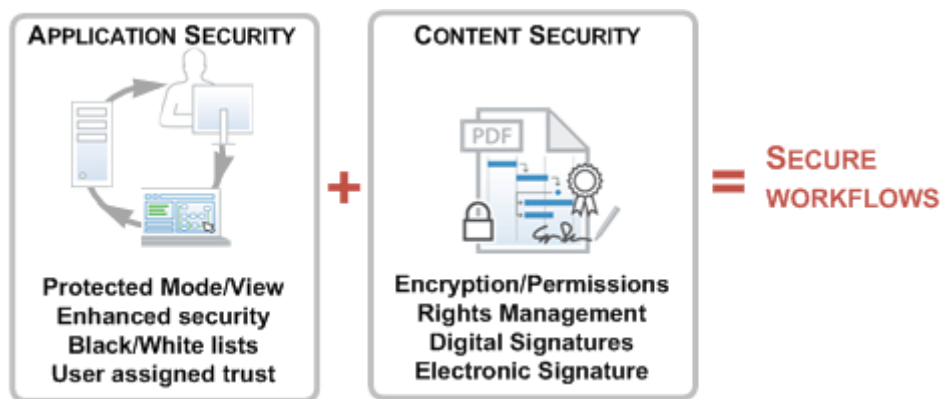 APPLICATION SECURITY
Protected Mode/View
Enhanced security
Black/White lists
User assigned trust
+
CONTENT SECURITY
PDF
Encryption/Permissions
Rights Management
Digital Signatures
Electronic Signature
=
SECURE
WORKFLOWS